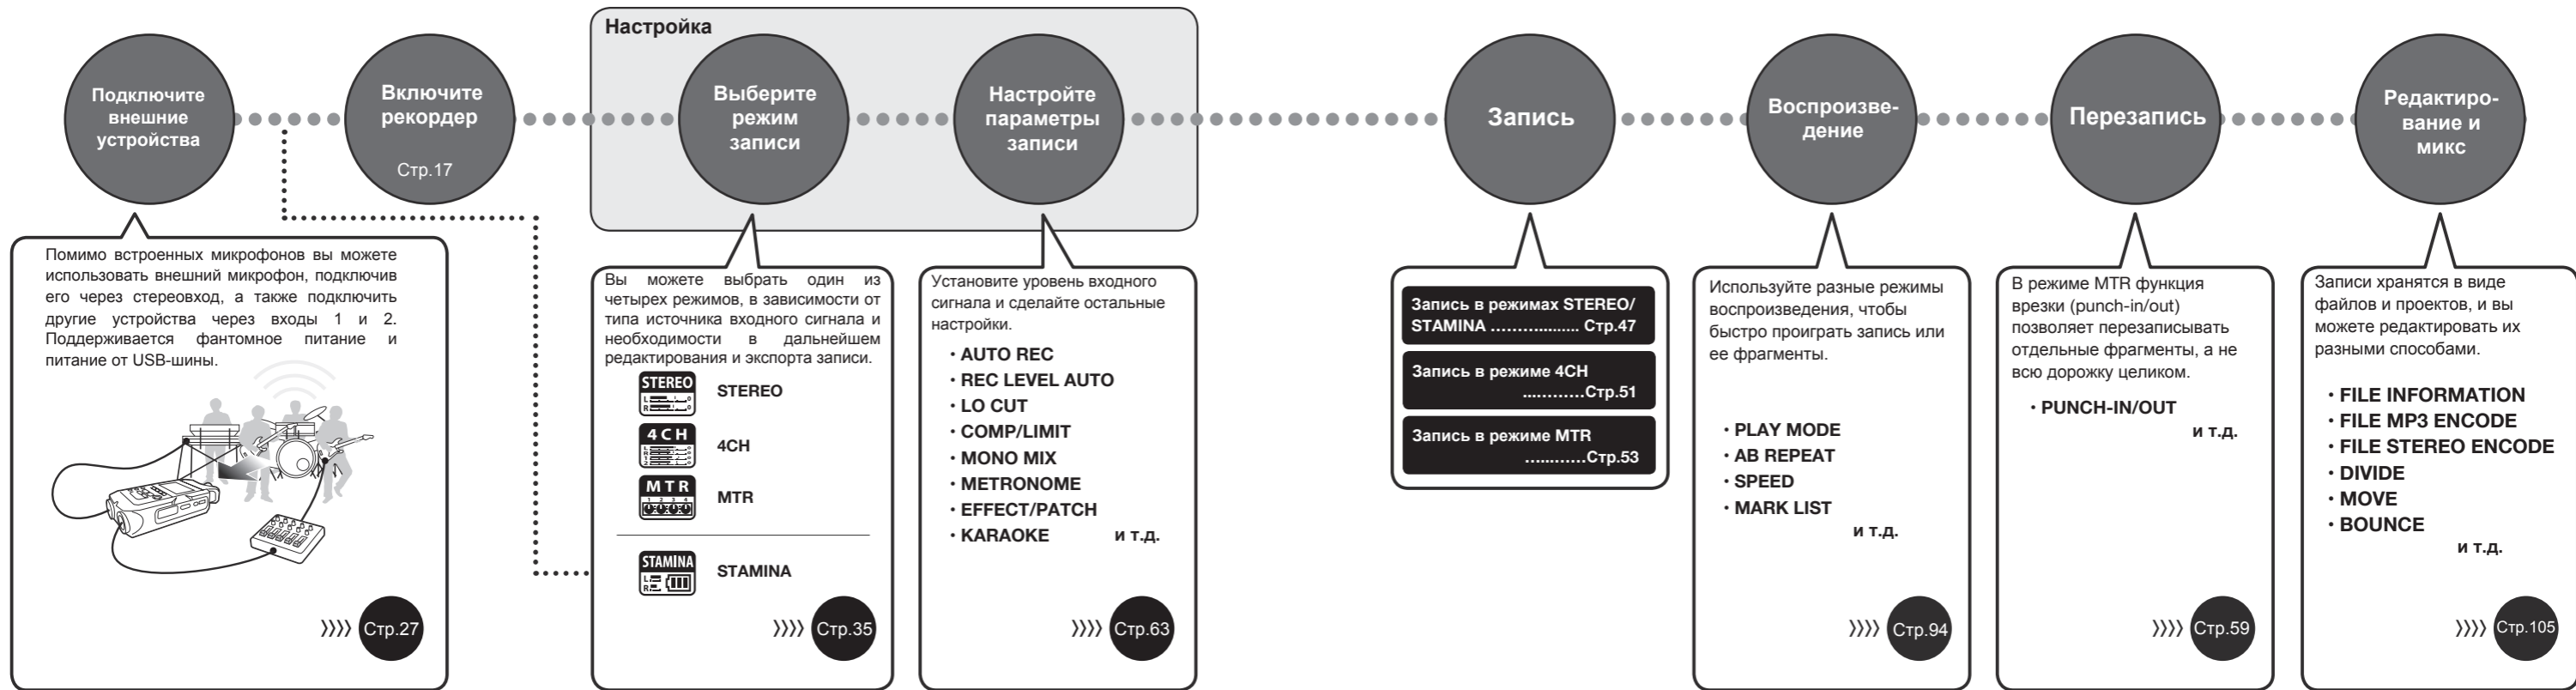 Настройка
Подключите
внешние
устройства
Включите
рекордер
Стр.17
Выберите
режим
записи
Настройте
параметры
записи
Запись
Воспроизве-
дение
Перезапись
Редактиро-
вание и
микс
Помимо встроенных микрофонов вы можете
использовать внешний микрофон, подключив
его через стереовход, а также подключить
другие устройства через входы 1 и 2.
Поддерживается фантомное питание и
питание от USB-шины.
〉〉〉〉 Стр.27
Вы можете выбрать один из
четырех режимов, в зависимости от
типа источника входного сигнала и
необходимости в дальнейшем
редактирования и экспорта записи.
STEREO
L
R
STEREO
4CH
L
R
1
2
4CH
MTR
1 2 3 4
MTR
STAMINA
L
R
STAMINA
〉〉〉〉 Стр.35
Установите уровень входного
сигнала и сделайте остальные
настройки.
・AUTO REC
・REC LEVEL AUTO
・LO CUT
・COMP/LIMIT
・MONO MIX
・METRONOME
・EFFECT/PATCH
・KARAOKE и т.д.
〉〉〉〉 Стр.63
Запись в режимах STEREO/
STAMINA .................. Стр.47
Запись в режиме 4CH
............Стр.51
Запись в режиме MTR
............Стр.53
Используйте разные режимы
воспроизведения, чтобы
быстро проиграть запись или
ее фрагменты.
・PLAY MODE
・AB REPEAT
・SPEED
・MARK LIST
и т.д.
〉〉〉〉 Стр.94
В режиме MTR функция
врезки (punch-in/out)
позволяет перезаписывать
отдельные фрагменты, а не
всю дорожку целиком.
・PUNCH-IN/OUT
и т.д.
〉〉〉〉 Стр.59
Записи хранятся в виде
файлов и проектов, и вы
можете редактировать их
разными способами.
・FILE INFORMATION
・FILE MP3 ENCODE
・FILE STEREO ENCODE
・DIVIDE
・MOVE
・BOUNCE
и т.д.
〉〉〉〉 Стр.105